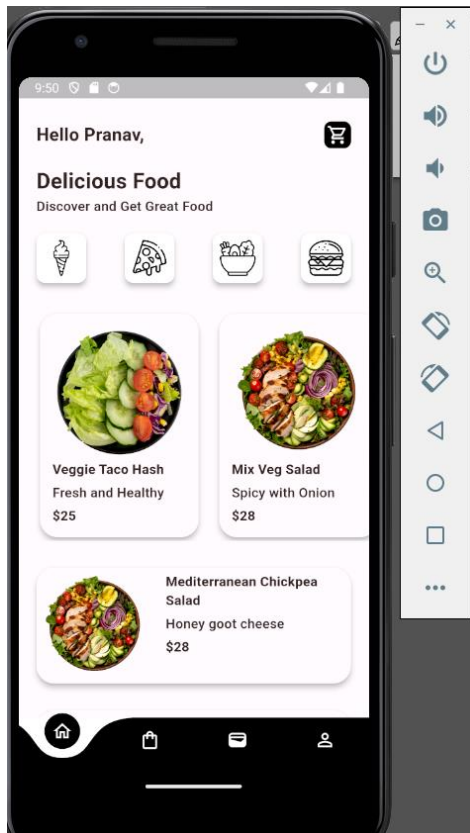 9:50
Hello Pranav,
Delicious Food
Discover and Get Great Food
Veggie Taco Hash
Fresh and Healthy
$25
Mix Veg Salad
Spicy with Onion
$28
Mediterranean Chickpea
Salad
Honey goot cheese
$28